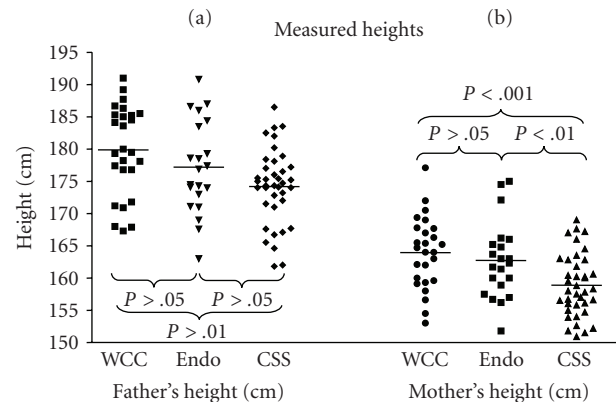 (a) (b)
Measured heights
Height (cm)
195
190
185
180
175
170
165
160
155
150
P > .05 P > .05
P > .01
P < .001
P > .05 P < .01
WCC Endo CSS WCC Endo CSS
Father's height (cm) Mother's height (cm)